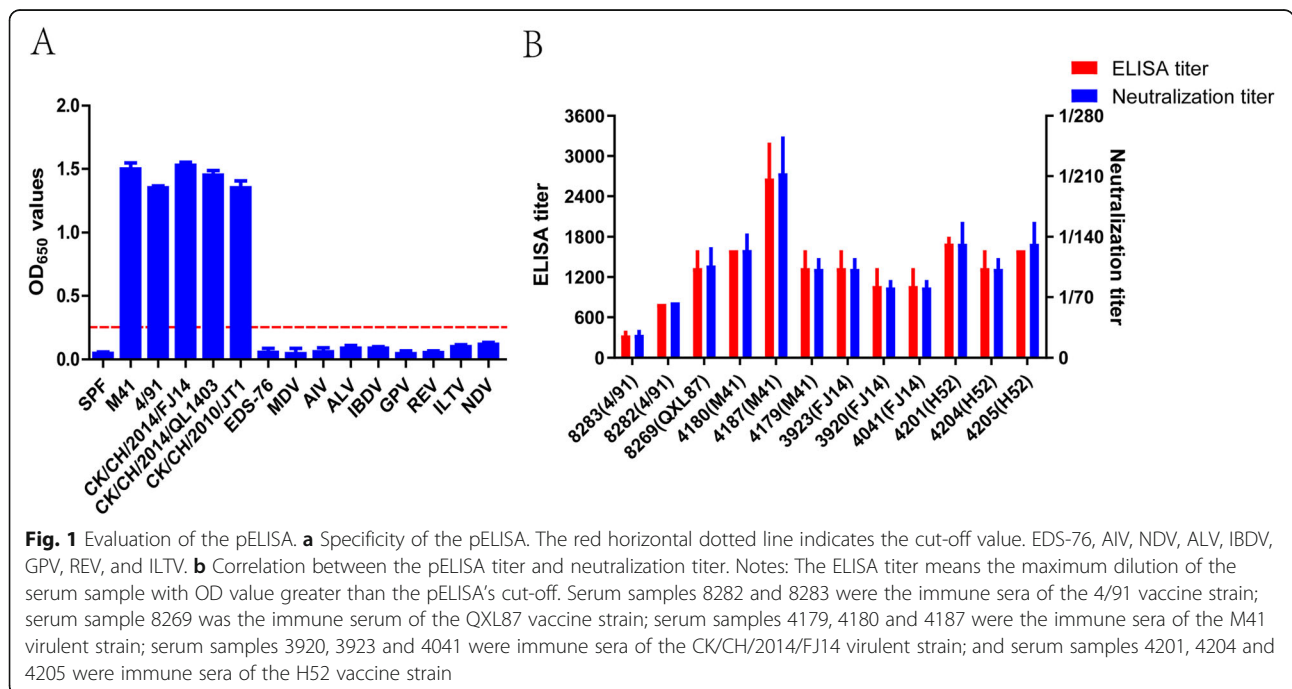 A
OD650 values
2.0
1.5
1.0
0.5
0.0
SPF
M41
4/91
CK/CH/2014/FJ14
CK/CH/2014/QL1403
CK/CH/2010/JT1
EDS-76
MDV
AIV
ALV
IBDV
GPV
REV
ILTV
NDV
B
ELISA titer
Neutralization titer
ELISA titer
3600
3000
2400
1800
1200
600
0
1/280
1/210
1/140
1/70
0
Neutralization titer
8283(4/91)
8282(4/91)
8269(QXL87)
4180(M41)
4187(M41)
4179(M41)
3923(FJ14)
3920(FJ14)
4041(FJ14)
4201(H52)
4204(H52)
4205(H52)
Fig. 1 Evaluation of the pELISA. a Specificity of the pELISA. The red horizontal dotted line indicates the cut-off value. EDS-76, AIV, NDV, ALV, IBDV,
GPV, REV, and ILTV. b Correlation between the pELISA titer and neutralization titer. Notes: The ELISA titer means the maximum dilution of the
serum sample with OD value greater than the pELISA's cut-off. Serum samples 8282 and 8283 were the immune sera of the 4/91 vaccine strain;
serum sample 8269 was the immune serum of the QXL87 vaccine strain; serum samples 4179, 4180 and 4187 were the immune sera of the M41
virulent strain; serum samples 3920, 3923 and 4041 were immune sera of the CK/CH/2014/FJ14 virulent strain; and serum samples 4201, 4204 and
4205 were immune sera of the H52 vaccine strain